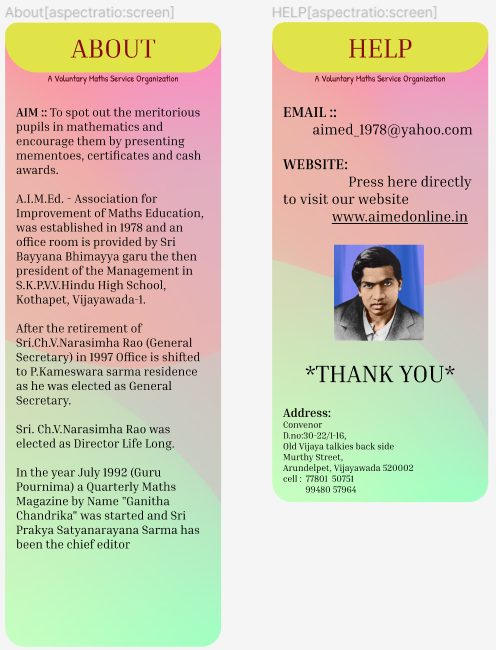 About[aspectratio:screen]
ABOUT
A Voluntary Maths Service Organization
AIM :: To spot out the meritorious
pupils in mathematics and
encourage them by presenting
mementoes, certificates and cash
awards.
A.I.M.Ed. - Association for
Improvement of Maths Education,
was established in 1978 and an
office room is provided by Sri
Bayyana Bhimayya garu the then
president of the Management in
S.K.P.V.V.Hindu High School,
Kothapet, Vijayawada-1.
After the retirement of
Sri.Ch.V.Narasimha Rao (General
Secretary) in 1997 Office is shifted
to P.Kameswara sarma residence
as he was elected as General
Secretary.
Sri. Ch.V.Narasimha Rao was
elected as Director Life Long.
In the year July 1992 (Guru
Pournima) a Quarterly Maths
Magazine by Name "Ganitha
Chandrika" was started and Sri
Prakya Satyanarayana Sarma has
been the chief editor
HELP[aspectratio:screen]
HELP
A Voluntary Maths Service Organization
EMAIL ::
aimed_1978@yahoo.com
WEBSITE:
Press here directly
to visit our website
www.aimedonline.in
*THANK YOU*
Address:
Convenor
D.no:30-22/1-16,
Old Vijaya talkies back side
Murthy Street,
Arundelpet, Vijayawada 520002
cell : 77801 50751
99480 57964